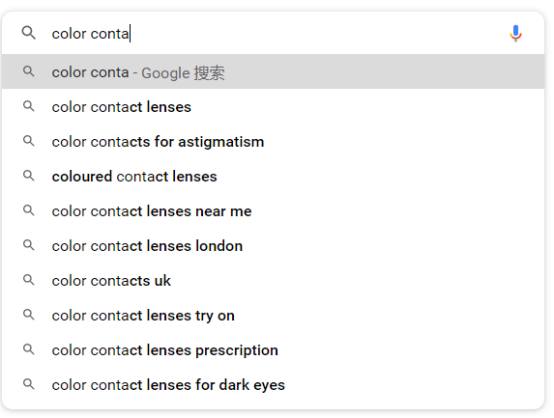 color conta
color conta - Google 搜索
color contact lenses
color contacts for astigmatism
coloured contact lenses
color contact lenses near me
color contact lenses london
color contacts uk
color contact lenses try on
color contact lenses prescription
color contact lenses for dark eyes